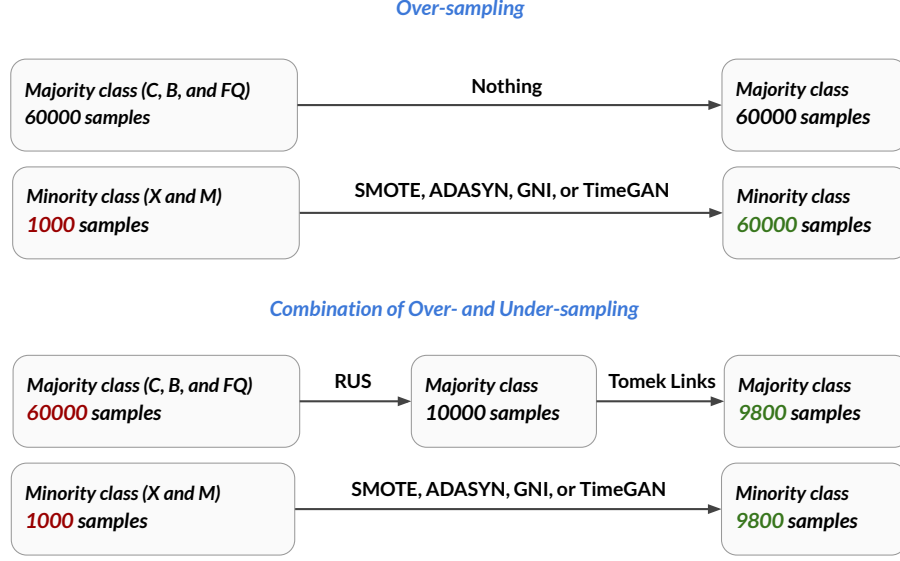 Over-sampling
Majority class (C, B, and FQ)
60000 samples
Nothing
Majority class
60000 samples
Minority class (X and M)
1000 samples
SMOTE, ADASYN, GNI, or TimeGAN
Minority class
60000 samples
Combination of Over- and Under-sampling
Majority class (C, B, and FQ)
60000 samples
RUS
Majority class
10000 samples
Tomek Links
Majority class
9800 samples
Minority class (X and M)
1000 samples
SMOTE, ADASYN, GNI, or TimeGAN
Minority class
9800 samples